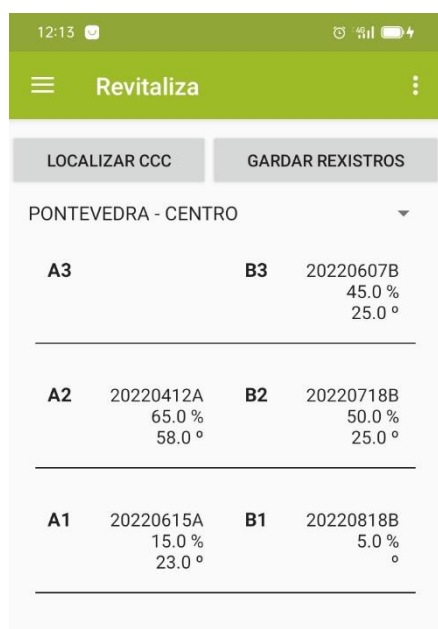 12:13
Revitaliza
LOCALIZAR CCC
GARDAR REXISTROS
PONTEVEDRA - CENTRO
A3
B3 20220607B
45.0 %
25.0 º
A2 20220412A
65.0 %
58.0 º
B2 20220718B
50.0 %
25.0 º
A1 20220615A
15.0 %
23.0 º
B1 20220818B
5.0 %
º